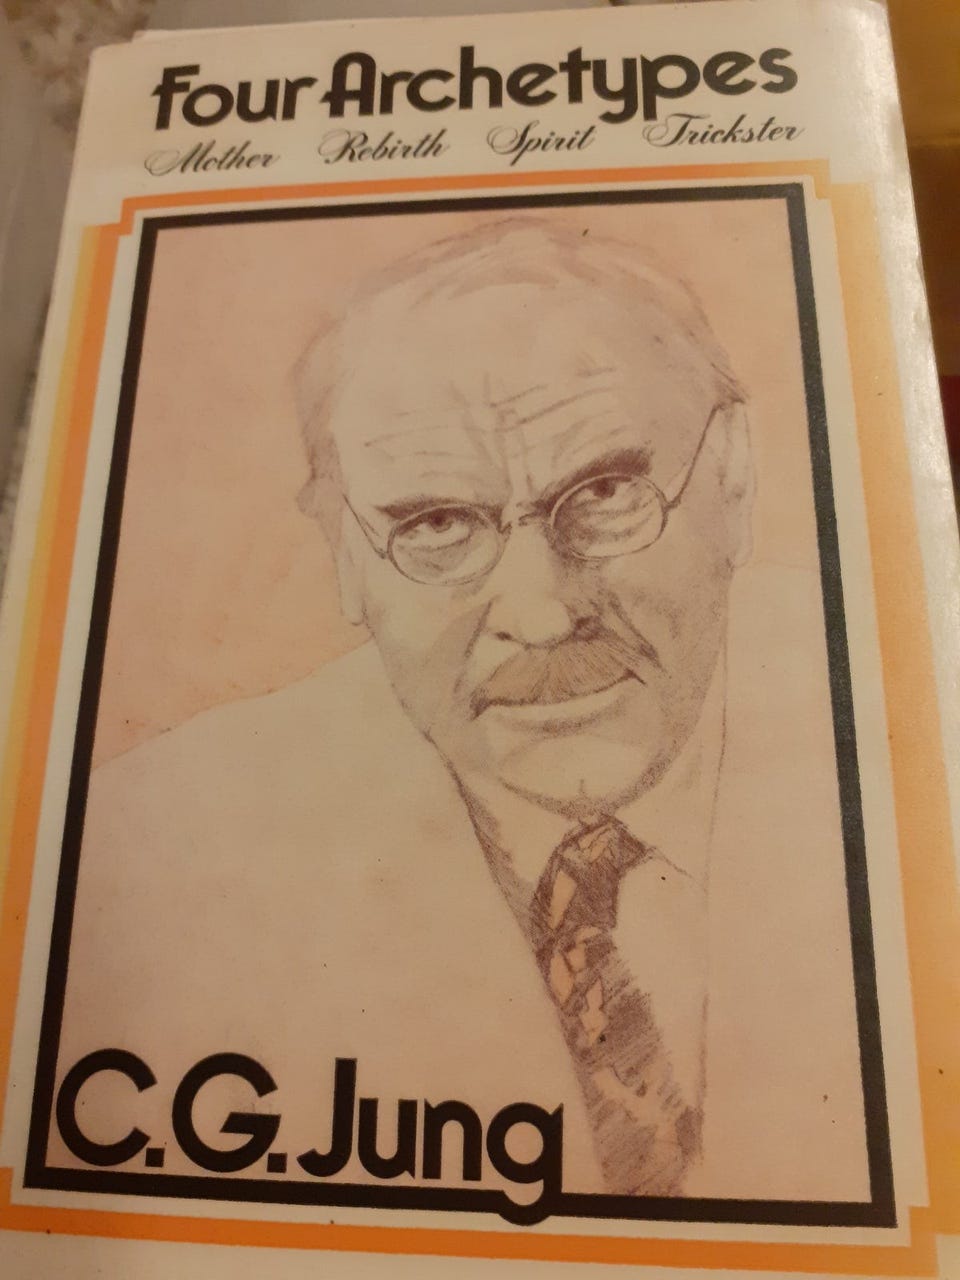 Four Archetypes
Mother Rebirth Spirit Trickster
C.G. Jung